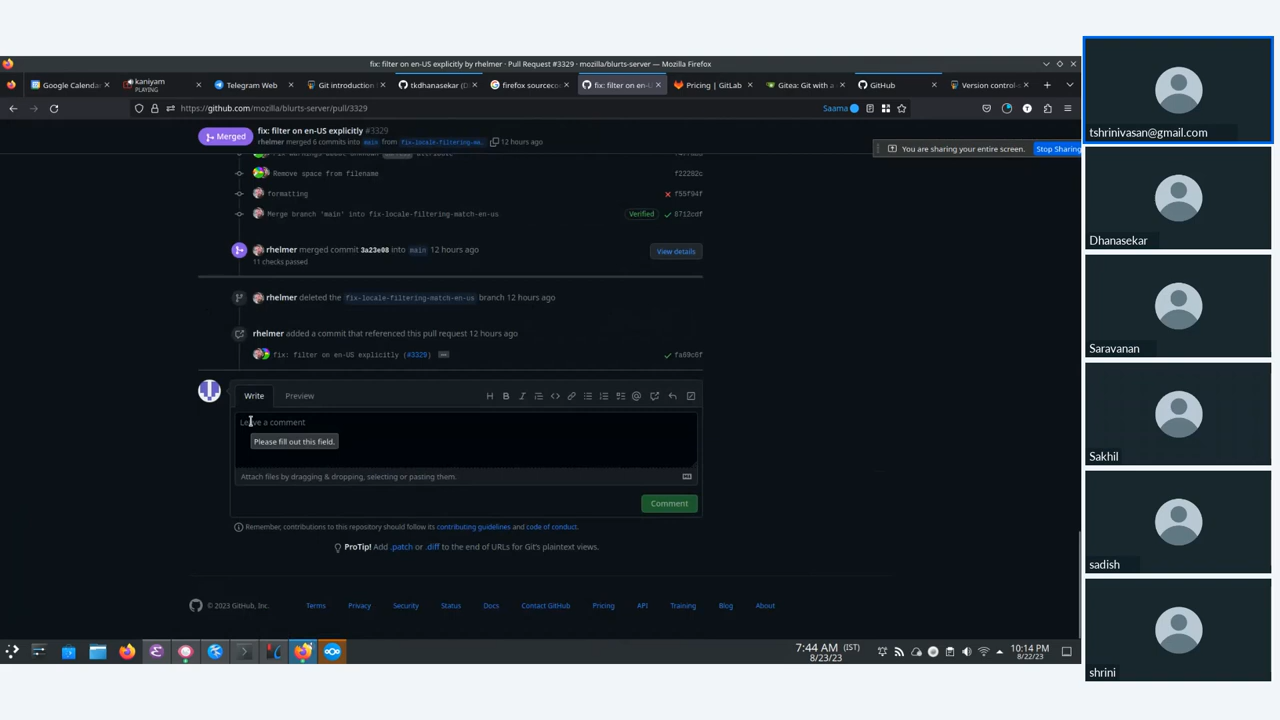 fix: filter on en-US explicitly by rhelmer · Pull Request #3329 · mozilla/blurts-server — Mozilla Firefox
Google Calendar
kaniyam
PLAYING
Telegram Web
Git introduction
tkdhanasekar (D
firefox sourceco
fix: filter on en-U
Pricing | GitLab
Gitea: Git with a
GitHub
Version control
https://github.com/mozilla/blurts-server/pull/3329
Saama
Merged
fix: filter on en-US explicitly #3329
rhelmer merged 6 commits into main from fix-locale-filtering-ma… 12 hours ago
You are sharing your entire screen.
Stop Sharing
Remove space from filename
f22282c
formatting
f55f94f
Merge branch 'main' into fix-locale-filtering-match-en-us
Verified
8712cdf
rhelmer merged commit 3a23e08 into main 12 hours ago
View details
11 checks passed
rhelmer deleted the fix-locale-filtering-match-en-us branch 12 hours ago
rhelmer added a commit that referenced this pull request 12 hours ago
fix: filter on en-US explicitly (#3329)
fa69c6f
Write
Preview
Leave a comment
Please fill out this field.
Attach files by dragging & dropping, selecting or pasting them.
Comment
Remember, contributions to this repository should follow its contributing guidelines and code of conduct.
ProTip! Add .patch or .diff to the end of URLs for Git's plaintext views.
© 2023 GitHub, Inc.
Terms
Privacy
Security
Status
Docs
Contact GitHub
Pricing
API
Training
Blog
About
7:44 AM (IST)
8/23/23
10:14 PM
8/22/23
tshrinivasan@gmail.com
Dhanasekar
Saravanan
Sakhil
sadish
shrini